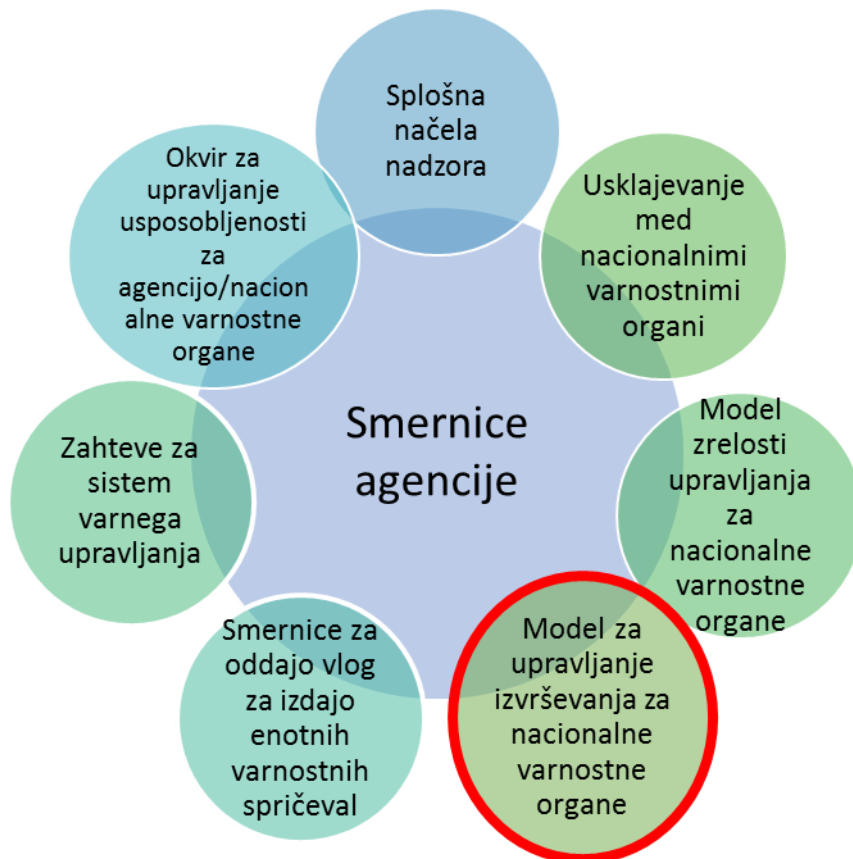 Splošna
načela
nadzora
Usklajevanje
med
nacionalnimi
varnostnimi
organi
Model
zrelosti
upravljanja
za
nacionalne
varnostne
organe
Model za
upravljanje
izvrševanja za
nacionalne
varnostne
organe
Smernice za
oddajo vlog
za izdajo
enotnih
varnostnih
spričeval
Zahteve za
sistem
varnega
upravljanja
Okvir za
upravljanje
usposobljenosti
za
agencijo/nacion
alne varnostne
organe
Smernice
agencije